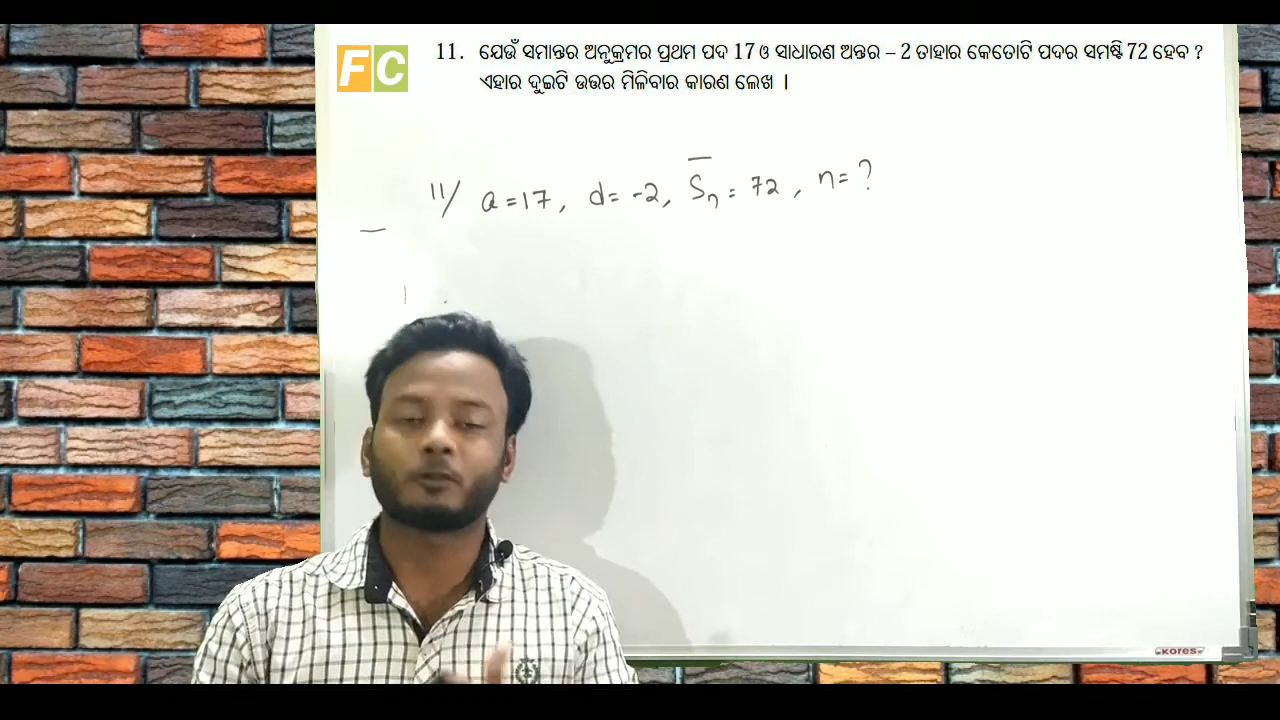 FC
11. ଯେଉଁ ସମାନ୍ତର ଅନୁକ୍ରମର ପ୍ରଥମ ପଦ 17 ଓ ସାଧାରଣ ଅନ୍ତର – 2 ତାହାର କେତୋଟି ପଦର ସମଷ୍ଟି 72 ହେବ ?
ଏହାର ଦୁଇଟି ଉତ୍ତର ମିଳିବାର କାରଣ ଲେଖ ।
11/ a = 17, d = -2, Sn = 72, n = ?
KORES